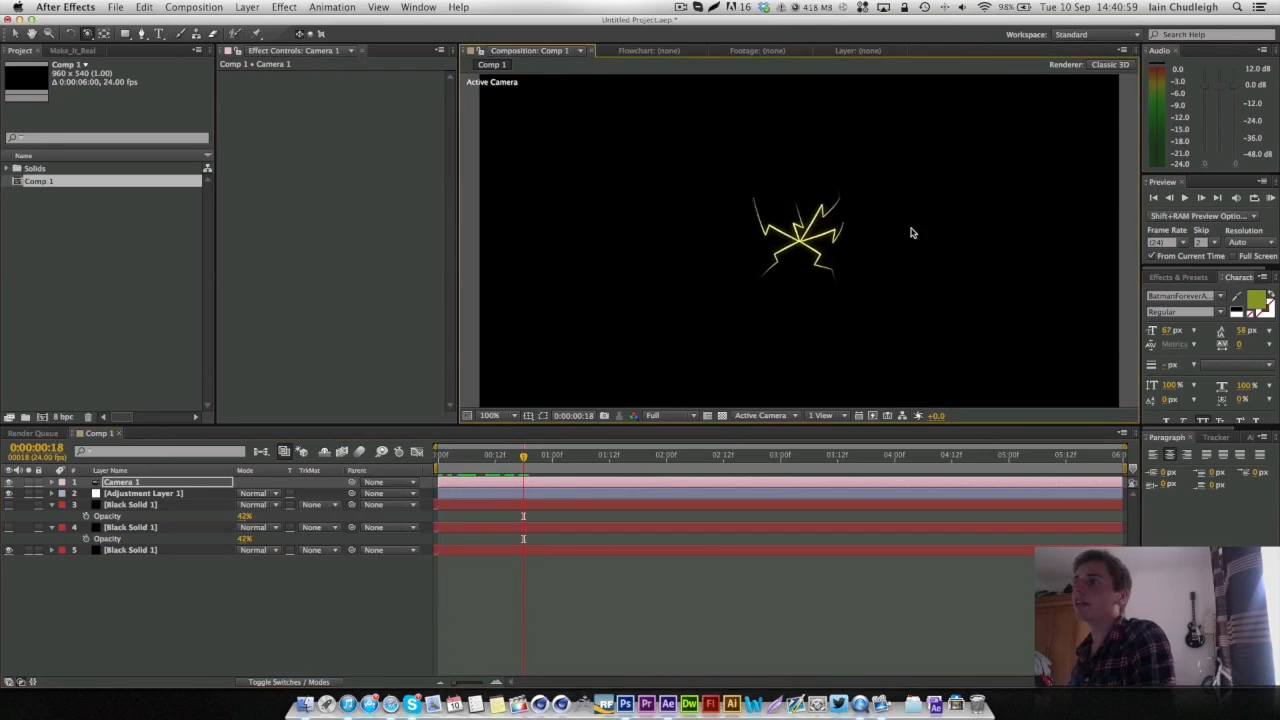 After Effects File Edit Composition Layer Effect Animation View Window Help 16 418 MB 98% Tue 10 Sep 14:40:59 Iain Chudleigh
Untitled Project.aep *
Workspace: Standard Search Help
Project Make_It_Real Effect Controls: Camera 1 Composition: Comp 1 Flowchart: (none) Footage: (none) Layer: (none) Audio
Comp 1
960 x 540 (1.00)
Δ 0:00:06:00, 24.00 fps
Comp 1 • Camera 1
Comp 1 Renderer: Classic 3D
Active Camera
0.0 12.0 dB
-3.0
-6.0 0.0 dB
-9.0
-12.0 -12.0
-15.0 -24.0
-18.0 -36.0
-21.0
-24.0 -48.0 dB
Name
Solids
Comp 1
Preview
Shift+RAM Preview Optio...
Frame Rate Skip Resolution
(24) 2 Auto
From Current Time Full Screen
Effects & Presets Charact
BatmanForeverA...
Regular
67 px 58 px
Metrics 0
- px
100 % 100 %
0 px 0 %
8 bpc 100% 0:00:00:18 Full Active Camera 1 View +0.0
Render Queue Comp 1
Paragraph Tracker
0:00:00:18
00018 (24.00 fps)
:00f 00:12f 01:00f 01:12f 02:00f 02:12f 03:00f 03:12f 04:00f 04:12f 05:00f 05:12f 06:0
# Layer Name Mode T TrkMat Parent
1 Camera 1 None
2 [Adjustment Layer 1] Normal None
3 [Black Solid 1] Normal None None
Opacity 42%
4 [Black Solid 1] Normal None None
Opacity 42%
5 [Black Solid 1] Normal None None
0 px 0 px
0 px 0 px
0 px
Toggle Switches / Modes